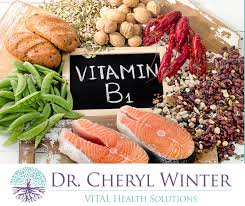 VITAMIN
B1
DR. CHERYL WINTER
VITAL HEALTH SOLUTIONS